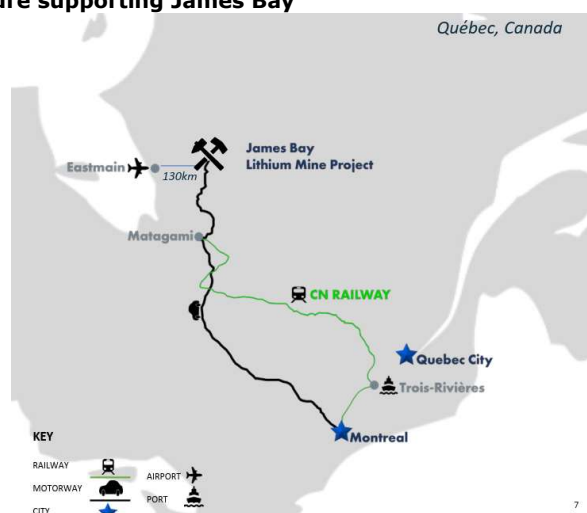 ure supporting James Bay
Québec, Canada
James Bay
Lithium Mine Project
Eastmain
130km
Matagami
CN RAILWAY
Quebec City
Trois-Rivières
Montreal
KEY
RAILWAY
AIRPORT
MOTORWAY
PORT
CITY
7